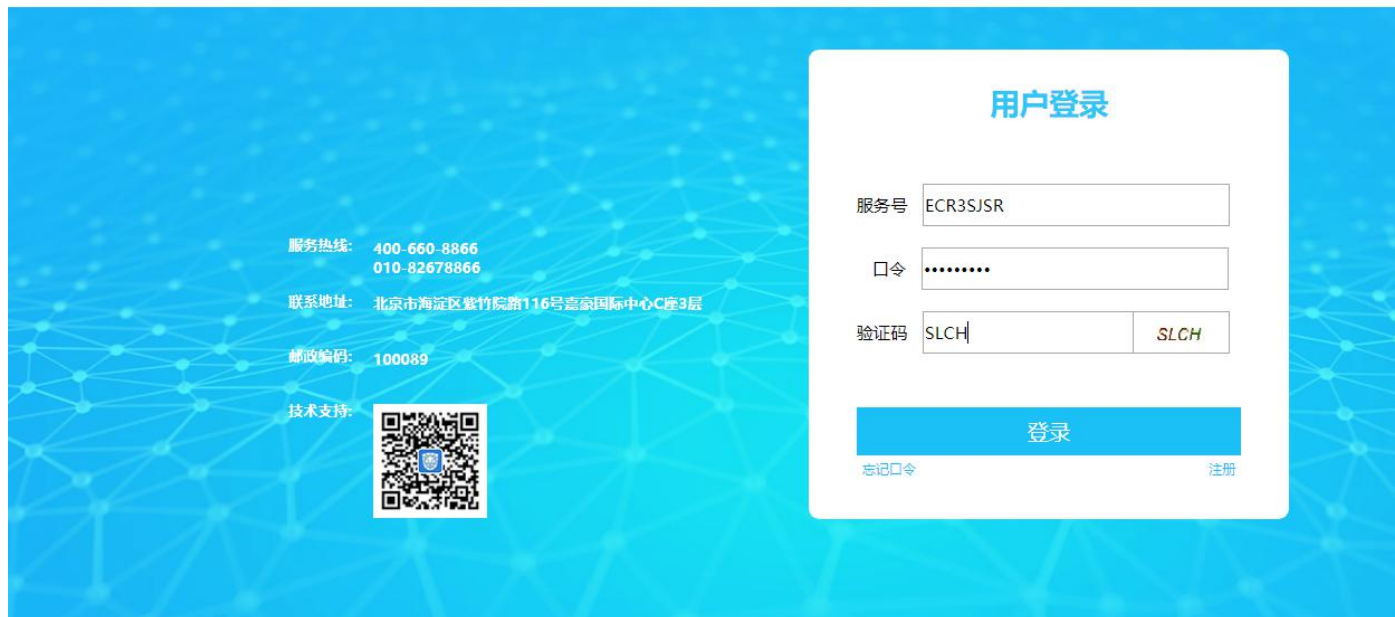 服务热线: 400-660-8866
010-82678866
联系地址: 北京市海淀区紫竹院路116号嘉豪国际中心C座3层
邮政编码: 100089
技术支持:
用户登录
服务号 ECR3SJSR
口令 •••••••••
验证码 SLCH SLCH
登录
忘记口令 注册